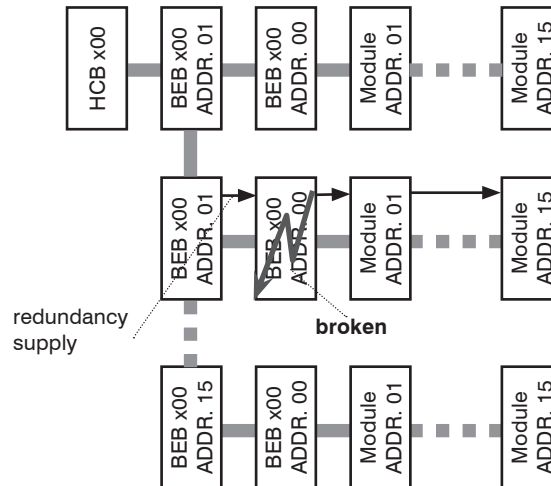 HCB x00
BEB x00
ADDR. 01
BEB x00
ADDR. 00
Module
ADDR. 01
Module
ADDR. 15
BEB x00
ADDR. 01
BEB x00
ADDR. 00
Module
ADDR. 01
Module
ADDR. 15
redundancy
supply
broken
BEB x00
ADDR. 15
BEB x00
ADDR. 00
Module
ADDR. 01
Module
ADDR. 15